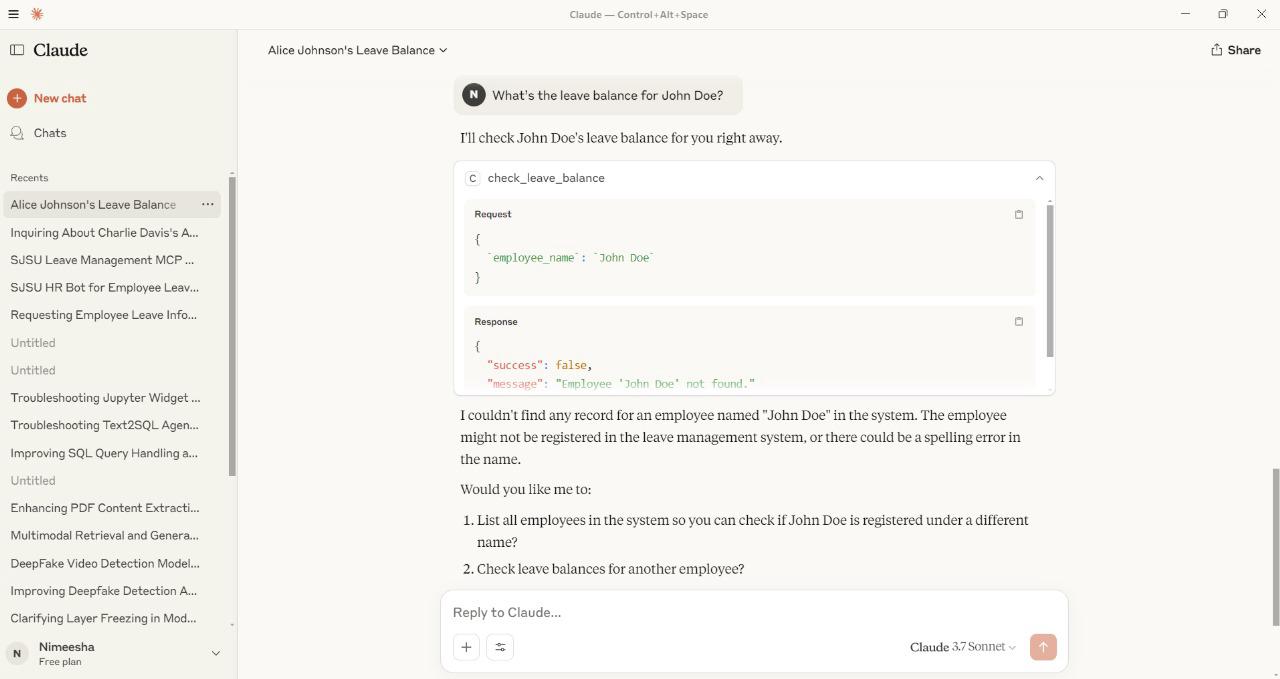 Claude — Control+Alt+Space
Claude
New chat
Chats
Recents
Alice Johnson's Leave Balance
Inquiring About Charlie Davis's A...
SJSU Leave Management MCP ...
SJSU HR Bot for Employee Leav...
Requesting Employee Leave Info...
Untitled
Untitled
Troubleshooting Jupyter Widget ...
Troubleshooting Text2SQL Agen...
Improving SQL Query Handling a...
Untitled
Enhancing PDF Content Extracti...
Multimodal Retrieval and Genera...
DeepFake Video Detection Model...
Improving Deepfake Detection A...
Clarifying Layer Freezing in Mod...
N
Nimeesha
Free plan
Alice Johnson's Leave Balance
Share
N What's the leave balance for John Doe?
I'll check John Doe's leave balance for you right away.
C check_leave_balance
Request
{
`employee_name`: `John Doe`
}
Response
{
"success": false,
"message": "Employee 'John Doe' not found."
I couldn't find any record for an employee named "John Doe" in the system. The employee
might not be registered in the leave management system, or there could be a spelling error in
the name.
Would you like me to:
1. List all employees in the system so you can check if John Doe is registered under a different
name?
2. Check leave balances for another employee?
Reply to Claude...
Claude 3.7 Sonnet